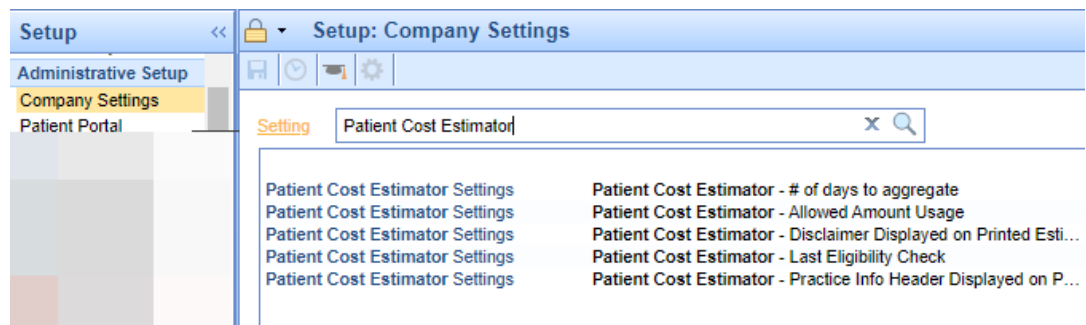 Setup «
Setup: Company Settings
Administrative Setup
Company Settings
Patient Portal
Setting Patient Cost Estimator x
Patient Cost Estimator Settings Patient Cost Estimator - # of days to aggregate
Patient Cost Estimator Settings Patient Cost Estimator - Allowed Amount Usage
Patient Cost Estimator Settings Patient Cost Estimator - Disclaimer Displayed on Printed Esti...
Patient Cost Estimator Settings Patient Cost Estimator - Last Eligibility Check
Patient Cost Estimator Settings Patient Cost Estimator - Practice Info Header Displayed on P...